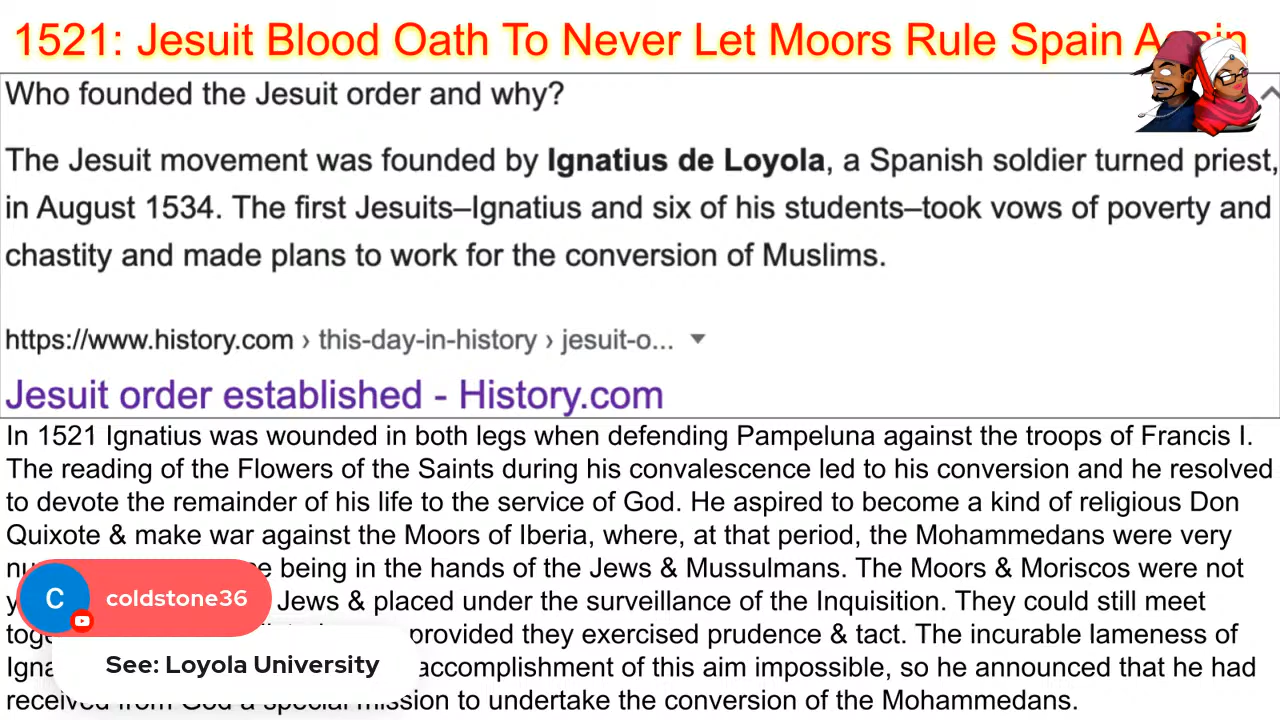 1521: Jesuit Blood Oath To Never Let Moors Rule Spain Again
Who founded the Jesuit order and why?
The Jesuit movement was founded by Ignatius de Loyola, a Spanish soldier turned priest,
in August 1534. The first Jesuits–Ignatius and six of his students–took vows of poverty and
chastity and made plans to work for the conversion of Muslims.
https://www.history.com › this-day-in-history › jesuit-o...
Jesuit order established - History.com
In 1521 Ignatius was wounded in both legs when defending Pampeluna against the troops of Francis I.
The reading of the Flowers of the Saints during his convalescence led to his conversion and he resolved
to devote the remainder of his life to the service of God. He aspired to become a kind of religious Don
Quixote & make war against the Moors of Iberia, where, at that period, the Mohammedans were very
being in the hands of the Jews & Mussulmans. The Moors & Moriscos were not
Jews & placed under the surveillance of the Inquisition. They could still meet
provided they exercised prudence & tact. The incurable lameness of
accomplishment of this aim impossible, so he announced that he had
received from God a special mission to undertake the conversion of the Mohammedans.
C coldstone36
See: Loyola University